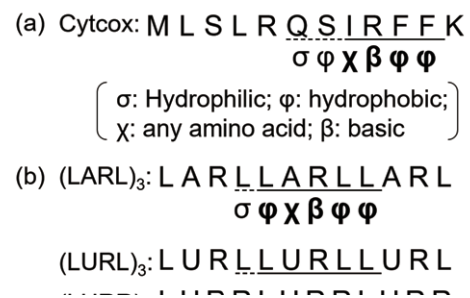 (a) Cytcox: M L S L R Q S I R F F K
σ φ χ β φ φ
σ: Hydrophilic; φ: hydrophobic;
χ: any amino acid; β: basic
(b) (LARL)₃: L A R L L A R L L A R L
σ φ χ β φ φ
(LURL)₃: L U R L L U R L L U R L